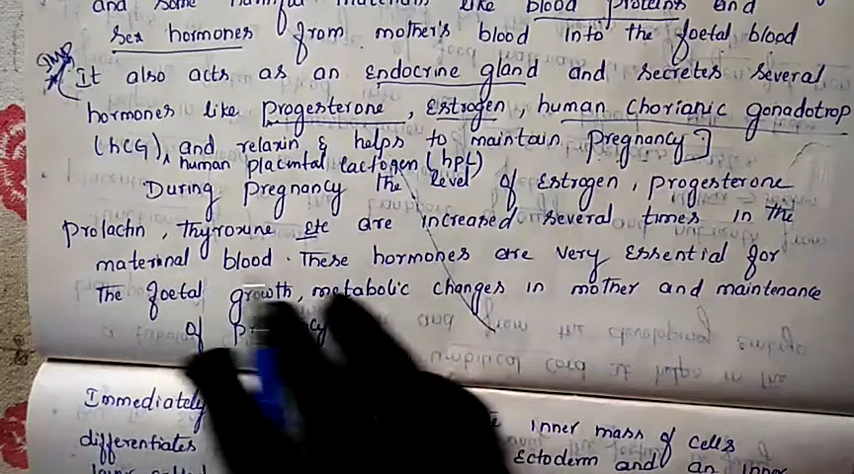 and some harmful materials like blood proteins and
sex hormones from mother's blood into the foetal blood
Imp
It also acts as an endocrine gland and secretes several
hormones like progesterone, estrogen, human chorianic gonadotrop
(hCG), and relaxin, & helps to maintain pregnancy]
human placental lactogen (hpL)
During pregnancy the level of Estrogen, progesterone
prolactin, Thyroxine etc are increased several times in the
maternal blood. These hormones are very essential for
the foetal growth, metabolic changes in mother and maintenance
of
Immediately inner mass of cells
differentiates Ectoderm and an inner